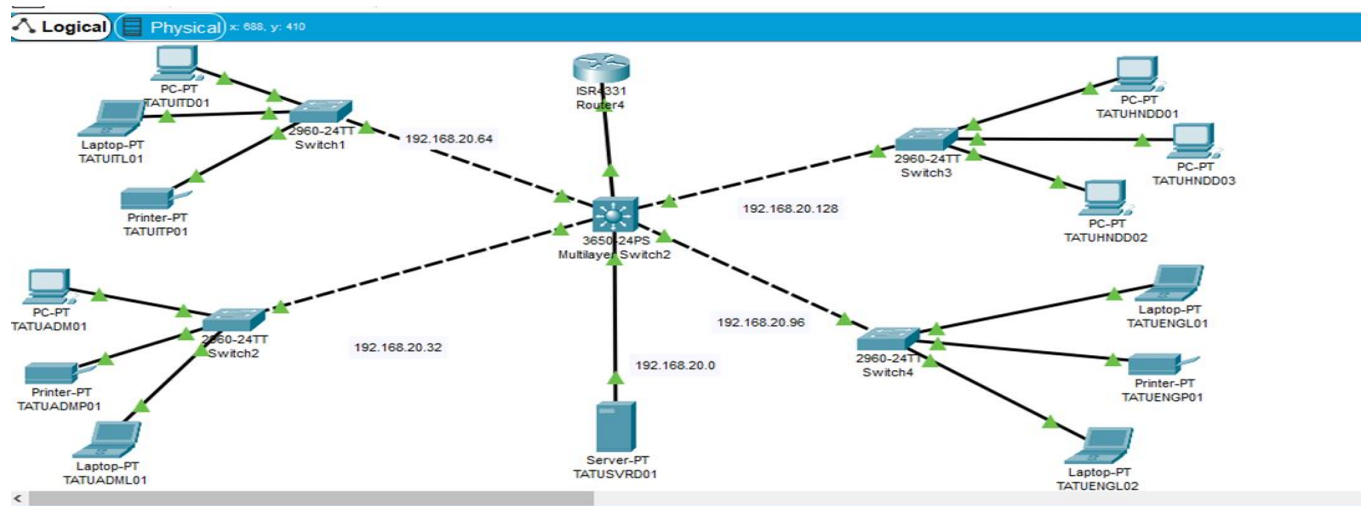 Logical
Physical
x: 688, y: 410
PC-PT
TATUITD01
Laptop-PT
TATUITL01
Printer-PT
TATUITP01
2960-24TT
Switch1
192.168.20.64
ISR4331
Router4
3650-24PS
Multilayer Switch2
2960-24TT
Switch3
192.168.20.128
PC-PT
TATUHNDD01
PC-PT
TATUHNDD03
PC-PT
TATUHNDD02
PC-PT
TATUADM01
Printer-PT
TATUADMP01
Laptop-PT
TATUADML01
2960-24TT
Switch2
192.168.20.32
192.168.20.0
Server-PT
TATUSVRD01
192.168.20.96
2960-24TT
Switch4
Laptop-PT
TATUENGL01
Printer-PT
TATUENGP01
Laptop-PT
TATUENGL02